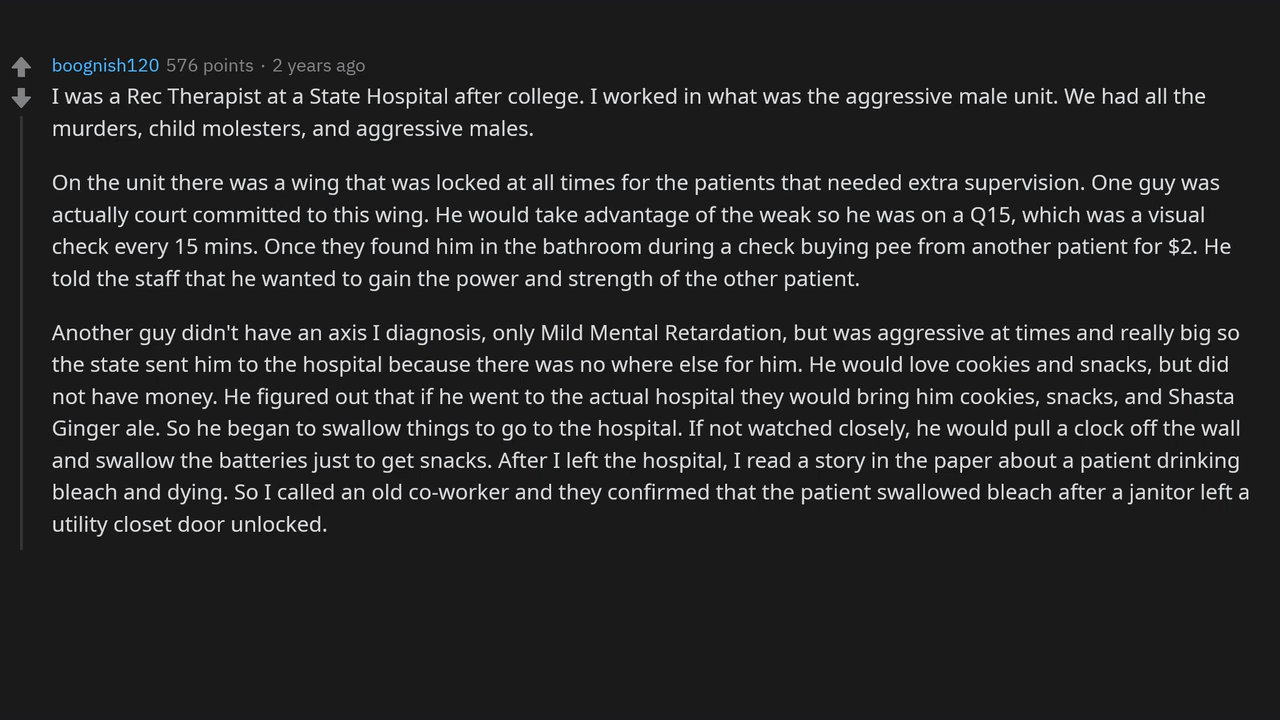 boognish120 576 points · 2 years ago
I was a Rec Therapist at a State Hospital after college. I worked in what was the aggressive male unit. We had all the
murders, child molesters, and aggressive males.
On the unit there was a wing that was locked at all times for the patients that needed extra supervision. One guy was
actually court committed to this wing. He would take advantage of the weak so he was on a Q15, which was a visual
check every 15 mins. Once they found him in the bathroom during a check buying pee from another patient for $2. He
told the staff that he wanted to gain the power and strength of the other patient.
Another guy didn't have an axis I diagnosis, only Mild Mental Retardation, but was aggressive at times and really big so
the state sent him to the hospital because there was no where else for him. He would love cookies and snacks, but did
not have money. He figured out that if he went to the actual hospital they would bring him cookies, snacks, and Shasta
Ginger ale. So he began to swallow things to go to the hospital. If not watched closely, he would pull a clock off the wall
and swallow the batteries just to get snacks. After I left the hospital, I read a story in the paper about a patient drinking
bleach and dying. So I called an old co-worker and they confirmed that the patient swallowed bleach after a janitor left a
utility closet door unlocked.